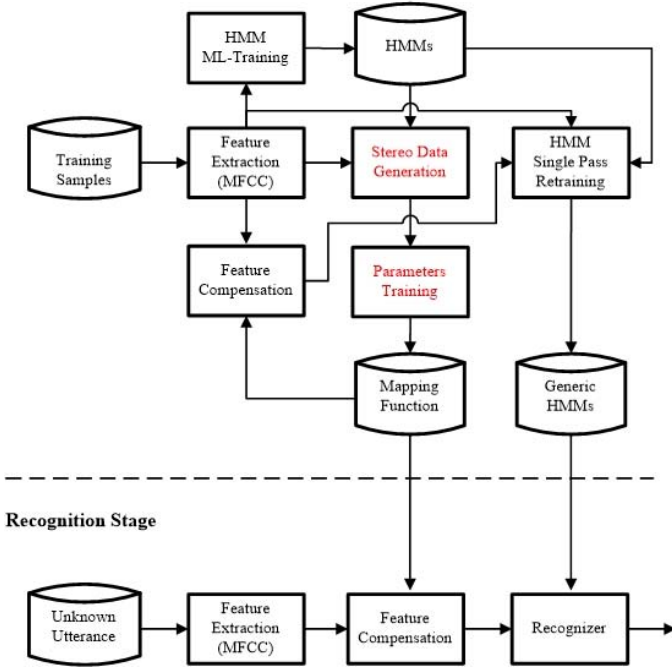 HMM
ML-Training
HMMs
Training
Samples
Feature
Extraction
(MFCC)
Stereo Data
Generation
HMM
Single Pass
Retraining
Feature
Compensation
Parameters
Training
Mapping
Function
Generic
HMMs
Recognition Stage
Unknown
Utterance
Feature
Extraction
(MFCC)
Feature
Compensation
Recognizer